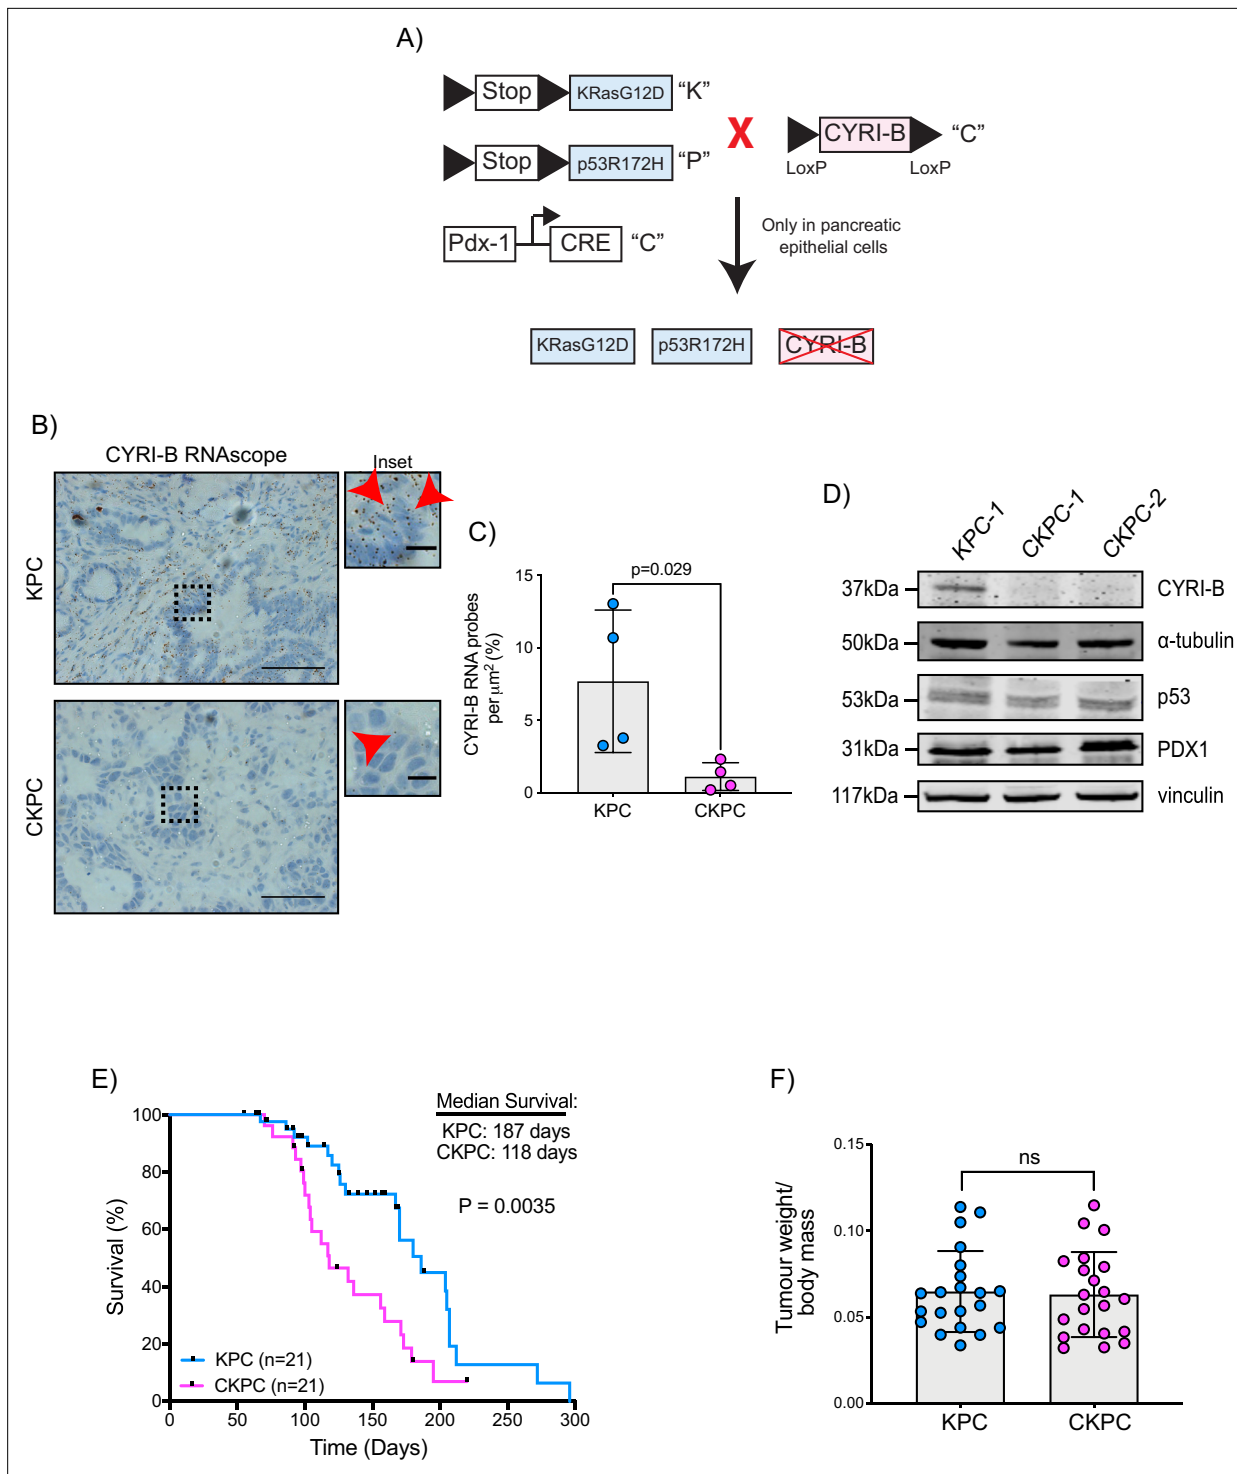 A)
Stop KRasG12D “K”
Stop p53R172H “P”
Pdx-1 CRE “C”
X
CYRI-B “C”
LoxP LoxP
Only in pancreatic
epithelial cells
KRasG12D p53R172H CYRI-B
B)
CYRI-B RNAscope
Inset
KPC
CKPC
C)
p=0.029
CYRI-B RNA probes
per µm² (%)
15
10
5
0
KPC CKPC
D)
KPC-1 CKPC-1 CKPC-2
37kDa CYRI-B
50kDa α-tubulin
53kDa p53
31kDa PDX1
117kDa vinculin
E)
Median Survival:
KPC: 187 days
CKPC: 118 days
P = 0.0035
Survival (%)
100
80
60
40
20
0
KPC (n=21)
CKPC (n=21)
0 50 100 150 200 250 300
Time (Days)
F)
ns
Tumour weight/
body mass
0.15
0.10
0.05
0.00
KPC CKPC